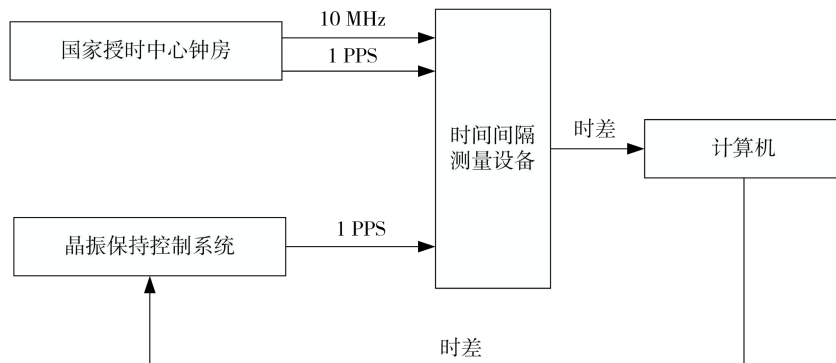 10 MHz
国家授时中心钟房
1 PPS
时间间隔
测量设备
时差
计算机
晶振保持控制系统
1 PPS
时差